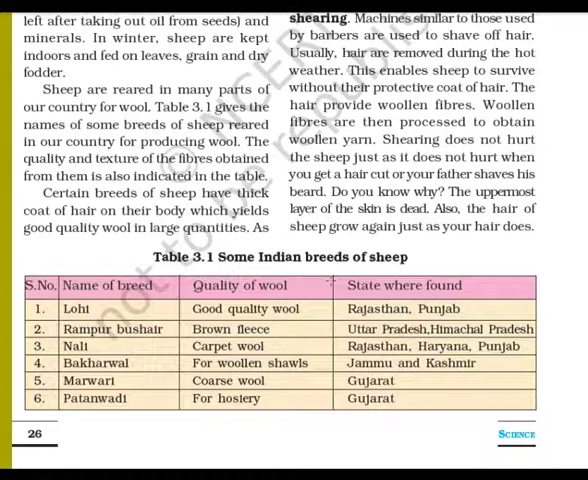 left after taking out oil from seeds) and
minerals. In winter, sheep are kept
indoors and fed on leaves, grain and dry
fodder.
Sheep are reared in many parts of
our country for wool. Table 3.1 gives the
names of some breeds of sheep reared
in our country for producing wool. The
quality and texture of the fibres obtained
from them is also indicated in the table.
Certain breeds of sheep have thick
coat of hair on their body which yields
good quality wool in large quantities. As
shearing. Machines similar to those used
by barbers are used to shave off hair.
Usually, hair are removed during the hot
weather. This enables sheep to survive
without their protective coat of hair. The
hair provide woollen fibres. Woollen
fibres are then processed to obtain
woollen yarn. Shearing does not hurt
the sheep just as it does not hurt when
you get a hair cut or your father shaves his
beard. Do you know why? The uppermost
layer of the skin is dead. Also, the hair of
sheep grow again just as your hair does.
Table 3.1 Some Indian breeds of sheep
S.No. Name of breed Quality of wool State where found
1. Lohi Good quality wool Rajasthan, Punjab
2. Rampur bushair Brown fleece Uttar Pradesh,Himachal Pradesh
3. Nali Carpet wool Rajasthan, Haryana, Punjab
4. Bakharwal For woollen shawls Jammu and Kashmir
5. Marwari Coarse wool Gujarat
6. Patanwadi For hosiery Gujarat
26
SCIENCE
© NCERT
not to be republis